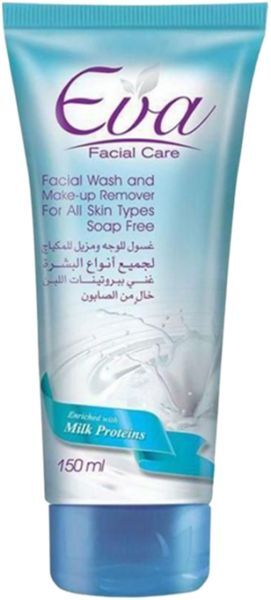 Eva
Facial Care
Facial Wash and
Make-up Remover
For All Skin Types
Soap Free
غسول للوجه ومزيل للمكياج
لجميع أنواع البشرة
غني ببروتينات اللبن
خال من الصابون
Enriched with
Milk Proteins
150 ml